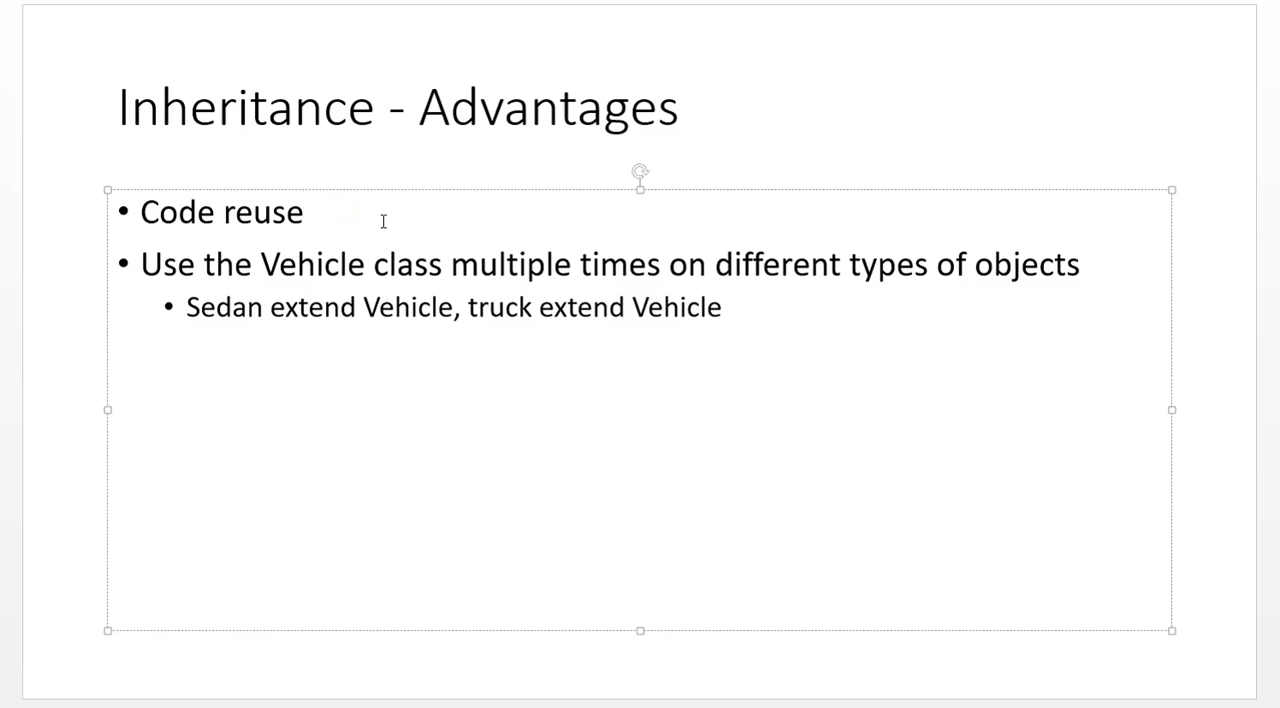 Inheritance - Advantages
• Code reuse
• Use the Vehicle class multiple times on different types of objects
• Sedan extend Vehicle, truck extend Vehicle